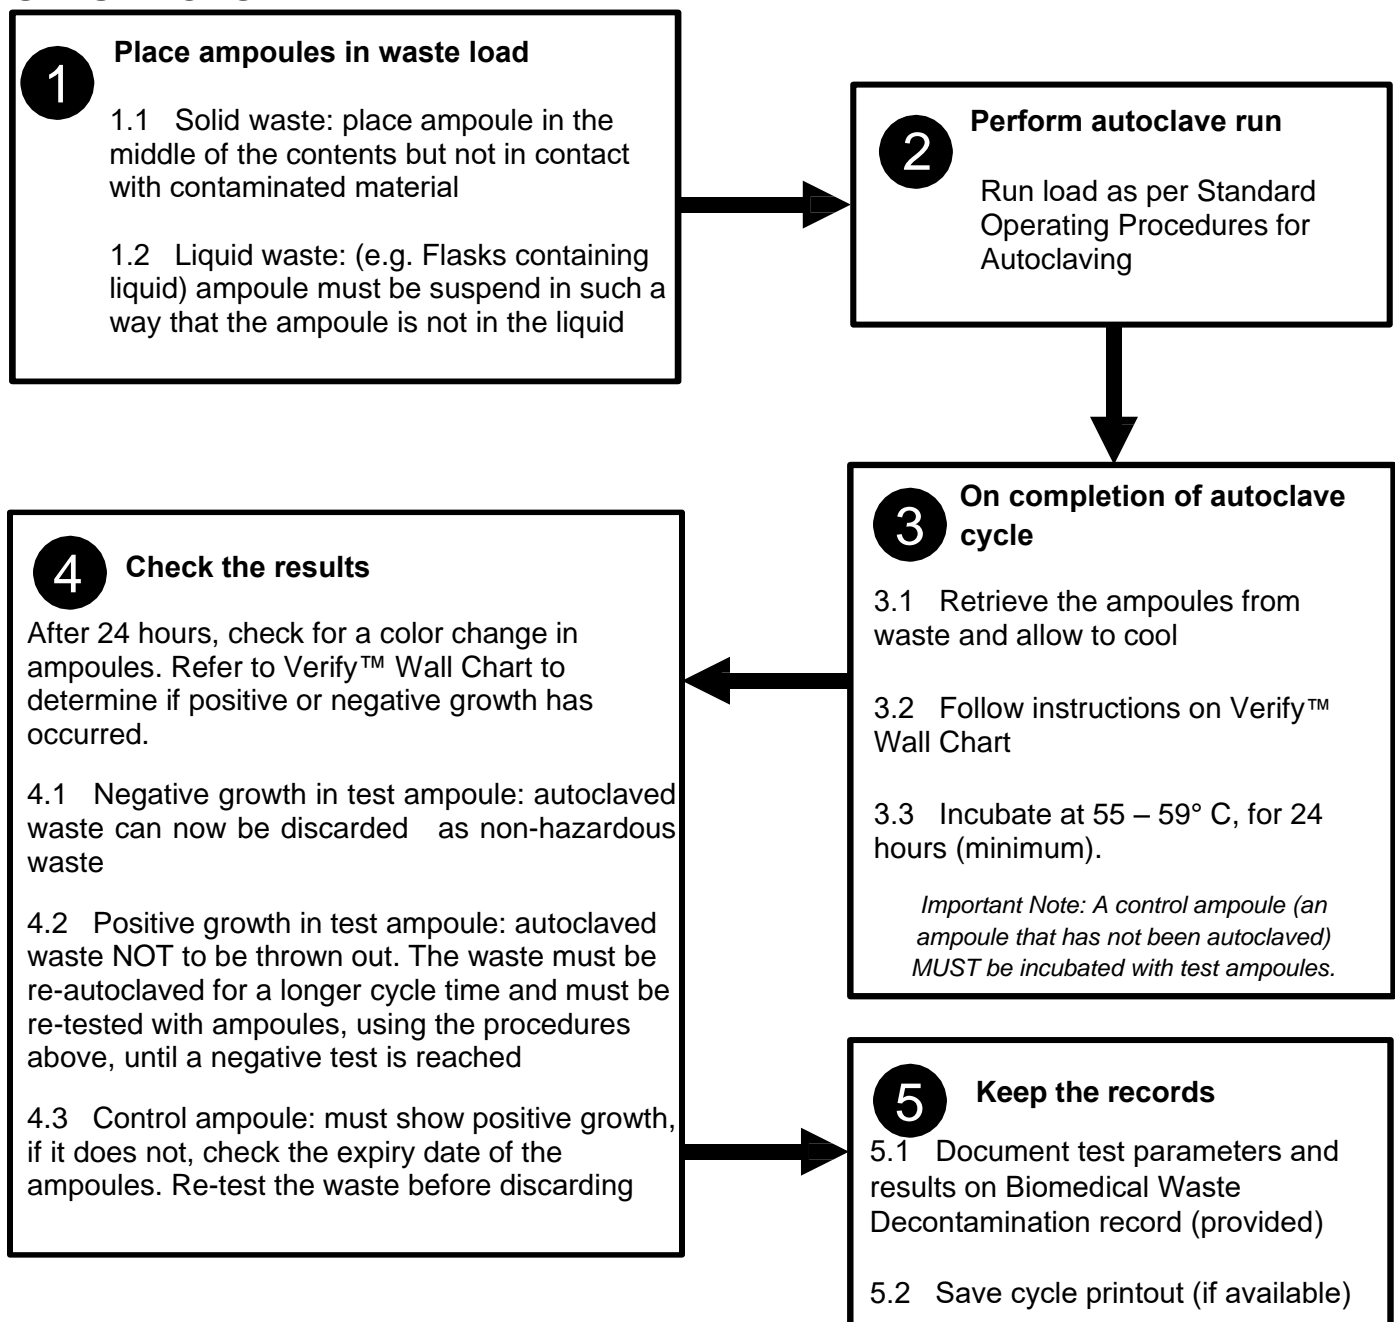 1
Place ampoules in waste load
1.1 Solid waste: place ampoule in the
middle of the contents but not in contact
with contaminated material
1.2 Liquid waste: (e.g. Flasks containing
liquid) ampoule must be suspend in such a
way that the ampoule is not in the liquid
2
Perform autoclave run
Run load as per Standard
Operating Procedures for
Autoclaving
3
On completion of autoclave
cycle
3.1 Retrieve the ampoules from
waste and allow to cool
3.2 Follow instructions on Verify™
Wall Chart
3.3 Incubate at 55 – 59° C, for 24
hours (minimum).
Important Note: A control ampoule (an
ampoule that has not been autoclaved)
MUST be incubated with test ampoules.
4
Check the results
After 24 hours, check for a color change in
ampoules. Refer to Verify™ Wall Chart to
determine if positive or negative growth has
occurred.
4.1 Negative growth in test ampoule: autoclaved
waste can now be discarded as non-hazardous
waste
4.2 Positive growth in test ampoule: autoclaved
waste NOT to be thrown out. The waste must be
re-autoclaved for a longer cycle time and must be
re-tested with ampoules, using the procedures
above, until a negative test is reached
4.3 Control ampoule: must show positive growth,
if it does not, check the expiry date of the
ampoules. Re-test the waste before discarding
5
Keep the records
5.1 Document test parameters and
results on Biomedical Waste
Decontamination record (provided)
5.2 Save cycle printout (if available)